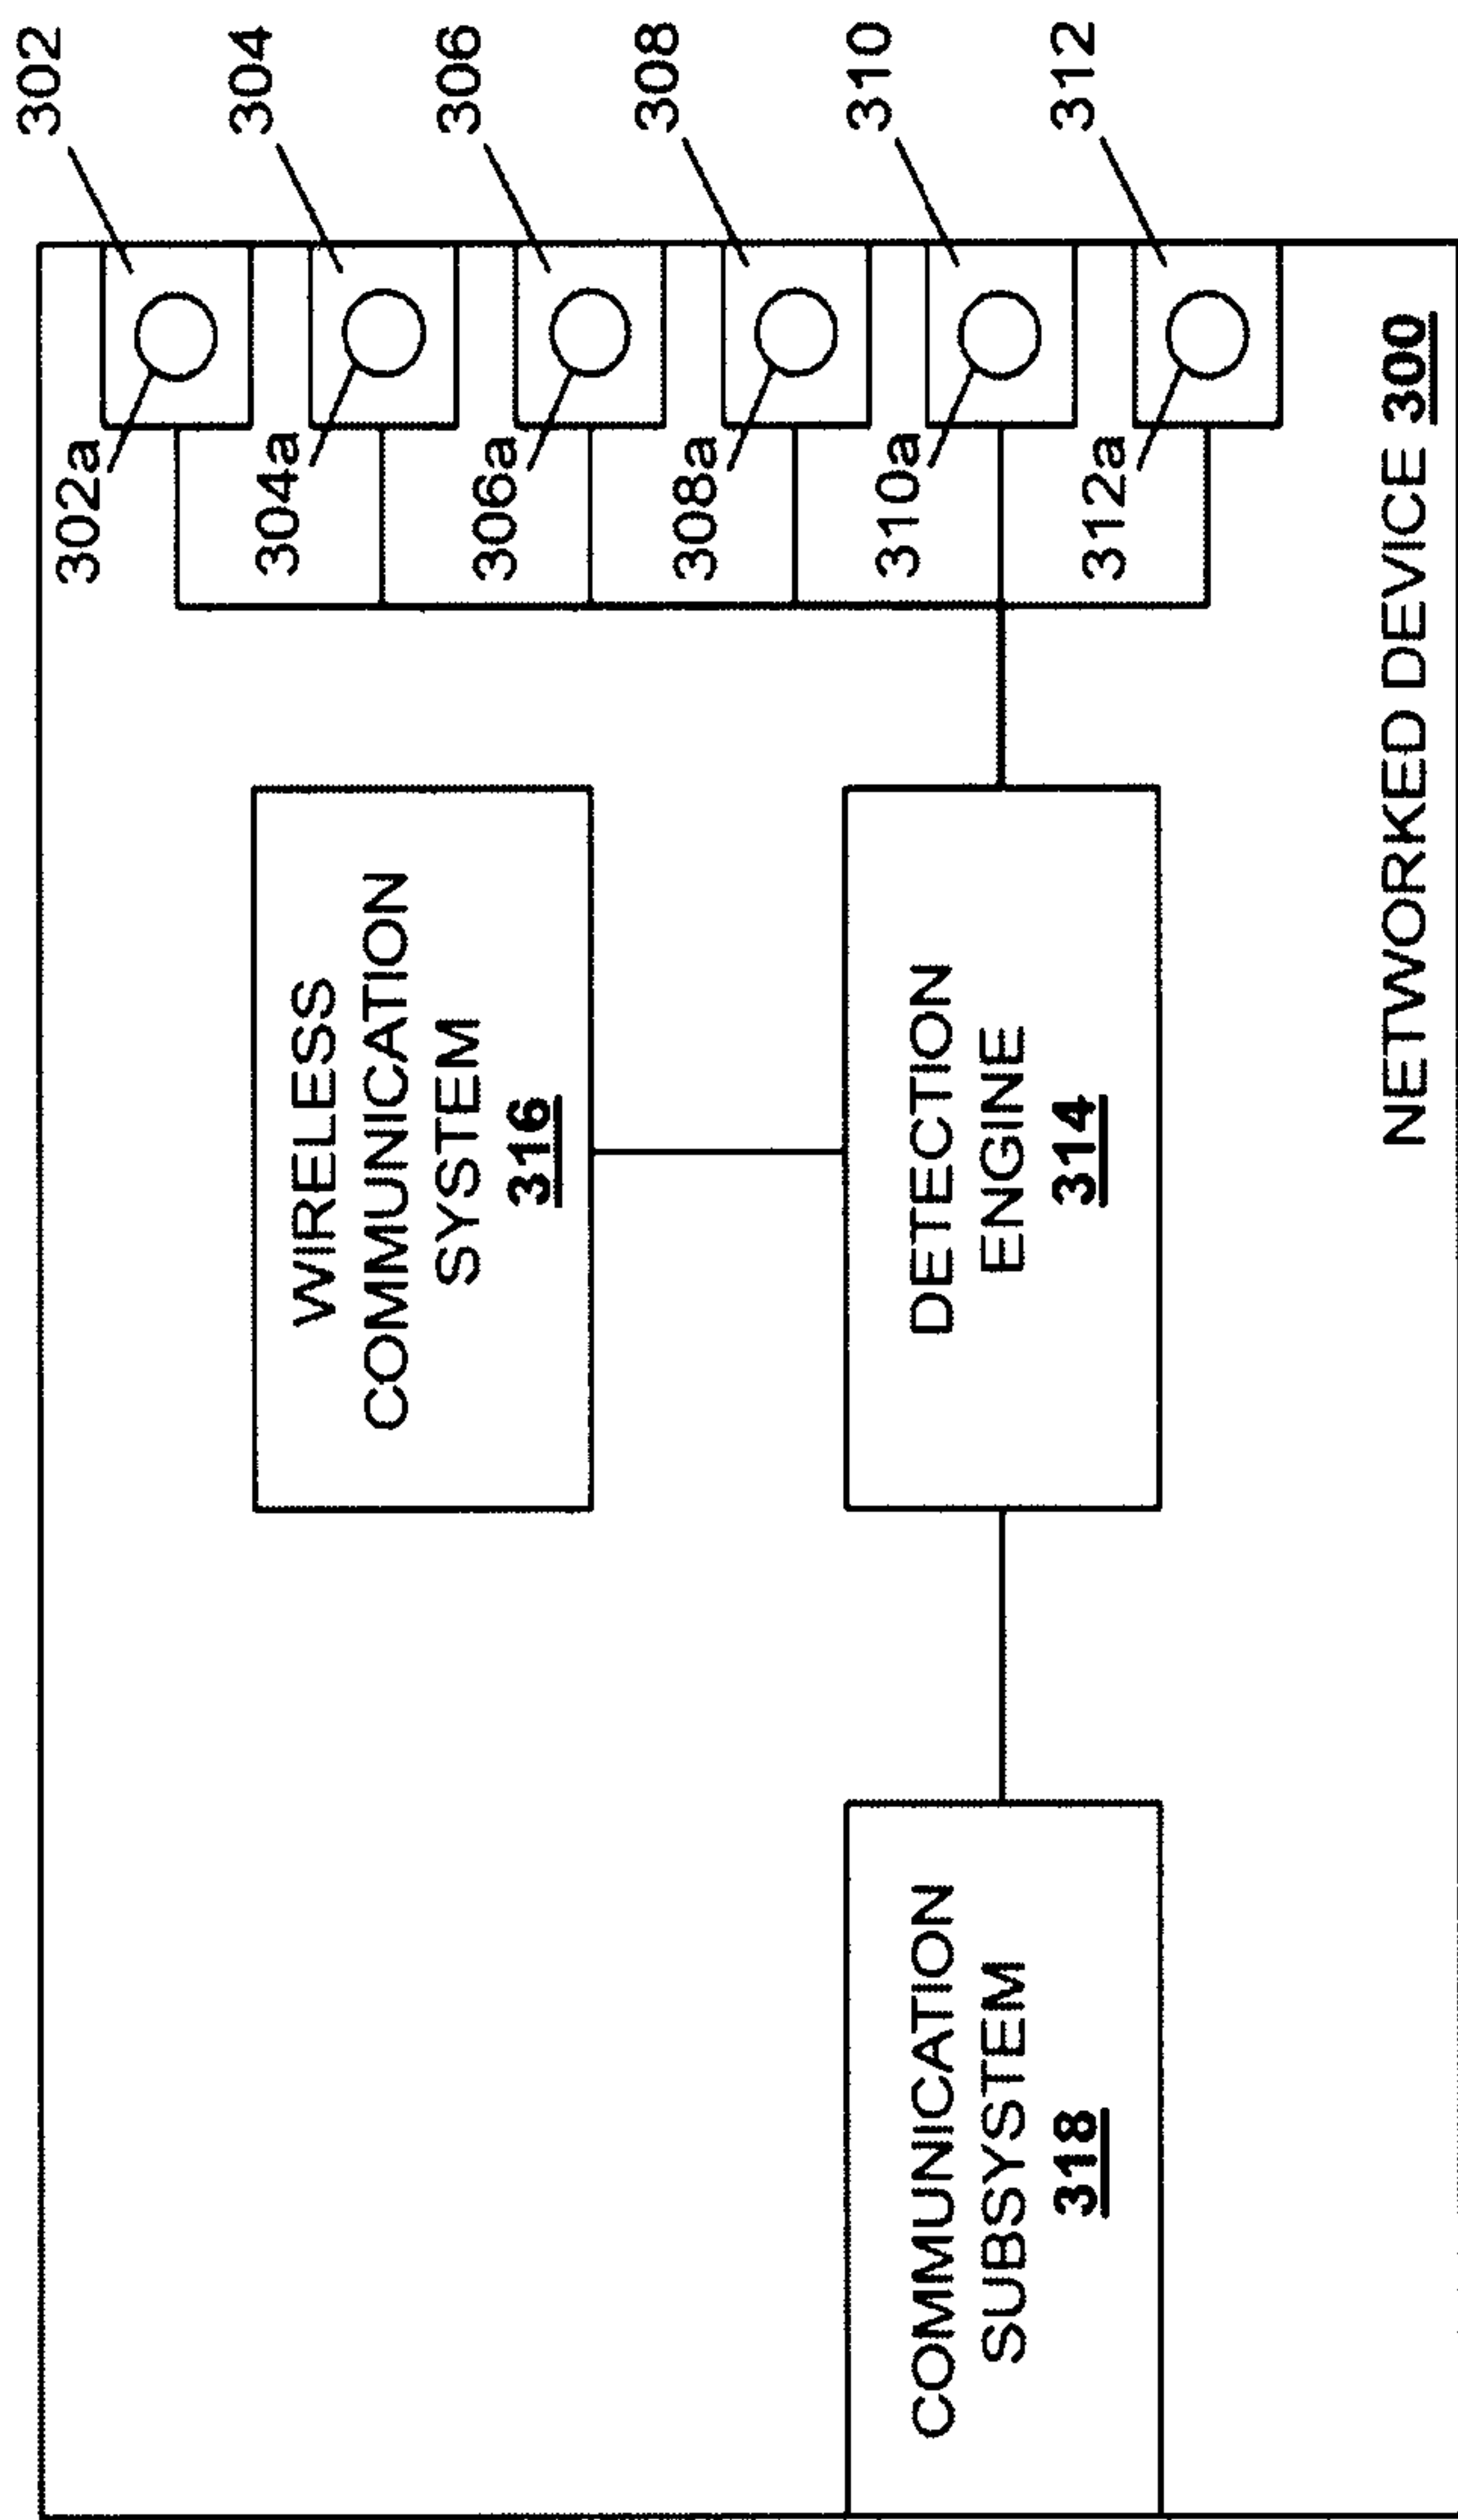 302
304
306
308
310
312
302a
304a
306a
308a
310a
312a
WIRELESS
COMMUNICATION
SYSTEM
316
DETECTION
ENGINE
314
COMMUNICATION
SUBSYSTEM
318
NETWORKED DEVICE 300